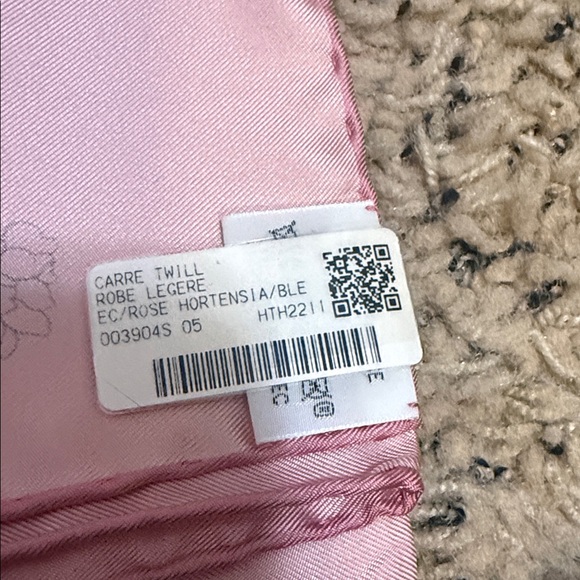 CARRE TWILL
ROBE LEGERE
EC/ROSE HORTENSIA/BLE
003904S 05 HTH2211